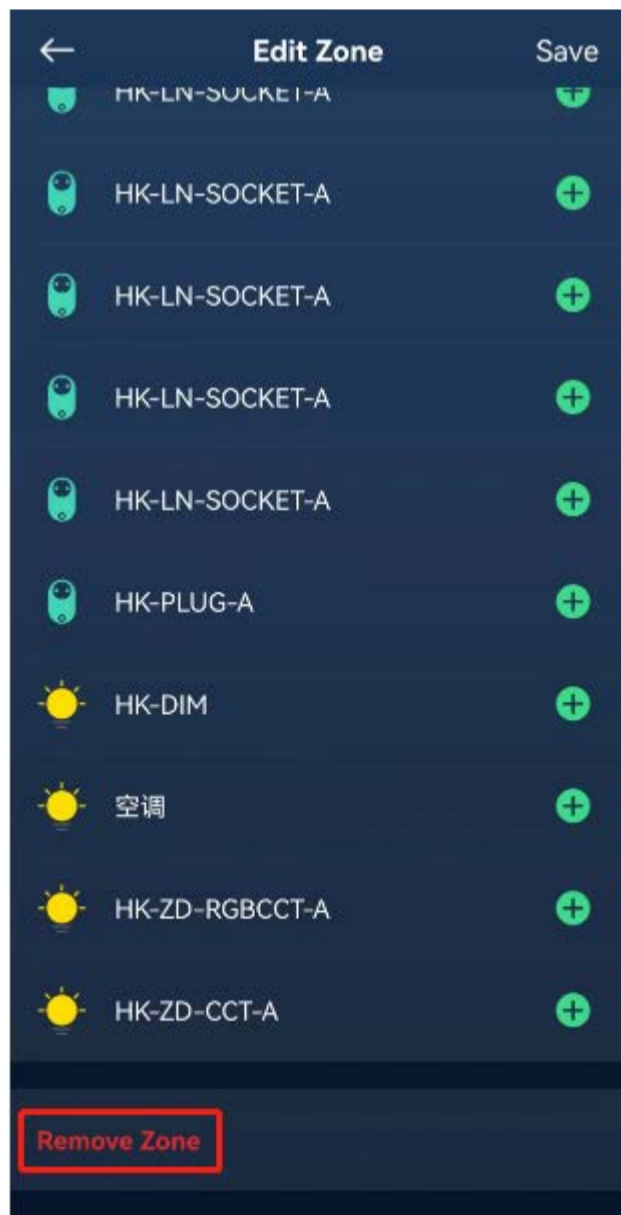 Edit Zone
Save
HK-LN-SOCKET-A
HK-LN-SOCKET-A
HK-LN-SOCKET-A
HK-LN-SOCKET-A
HK-LN-SOCKET-A
HK-PLUG-A
HK-DIM
空调
HK-ZD-RGBCCT-A
HK-ZD-CCT-A
Remove Zone